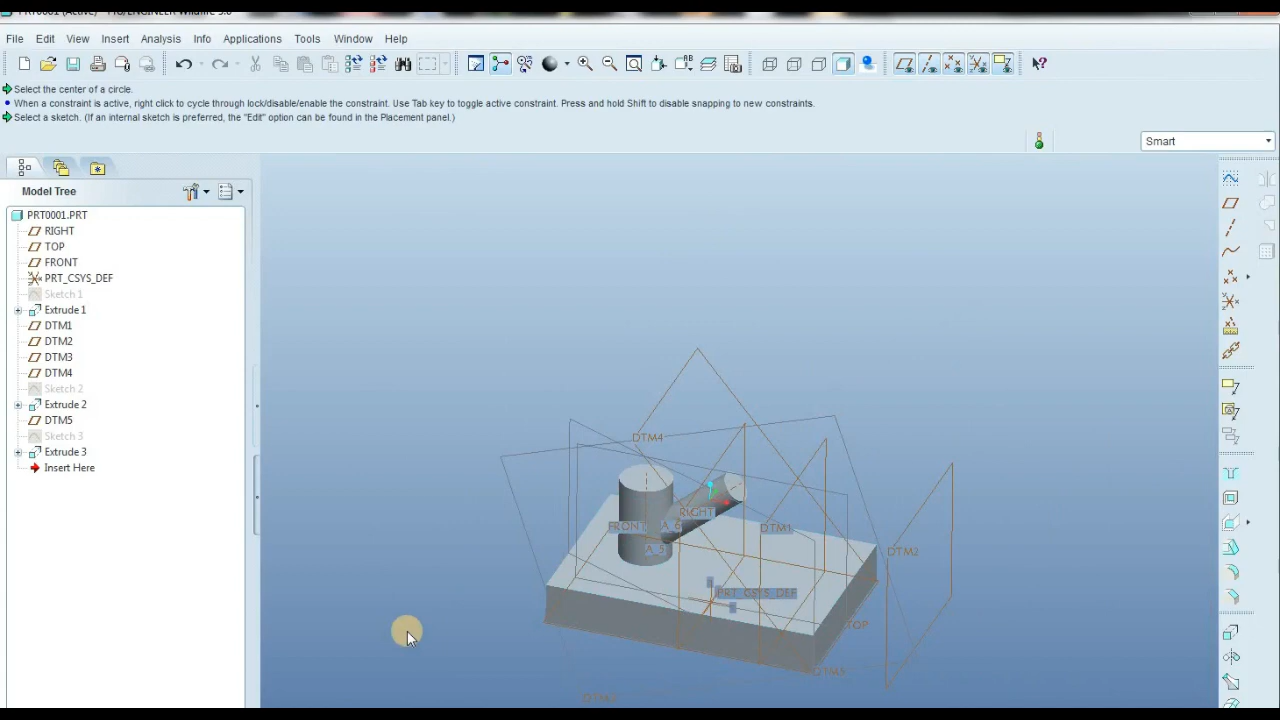 PRT0001 (Active) - Pro/ENGINEER Wildfire 5.0
File Edit View Insert Analysis Info Applications Tools Window Help
Select the center of a circle.
When a constraint is active, right click to cycle through lock/disable/enable the constraint. Use Tab key to toggle active constraint. Press and hold Shift to disable snapping to new constraints.
Select a sketch. (If an internal sketch is preferred, the "Edit" option can be found in the Placement panel.)
Smart
Model Tree
PRT0001.PRT
RIGHT
TOP
FRONT
PRT_CSYS_DEF
Sketch 1
Extrude 1
DTM1
DTM2
DTM3
DTM4
Sketch 2
Extrude 2
DTM5
Sketch 3
Extrude 3
Insert Here
DTM4
RIGHT
FRONT A_6 DTM1
A_5 DTM2
PRT_CSYS_DEF
TOP